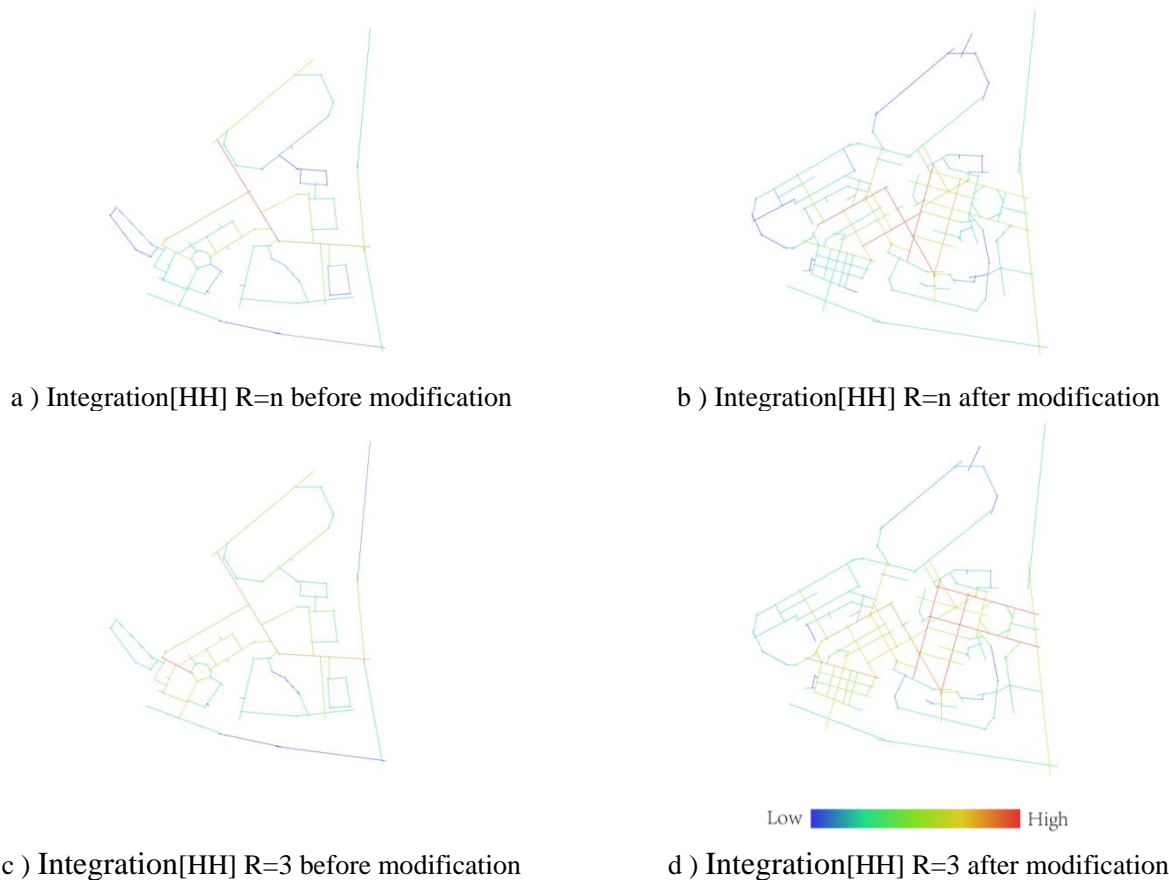 a ) Integration[HH] R=n before modification
b ) Integration[HH] R=n after modification
Low High
c ) Integration[HH] R=3 before modification
d ) Integration[HH] R=3 after modification